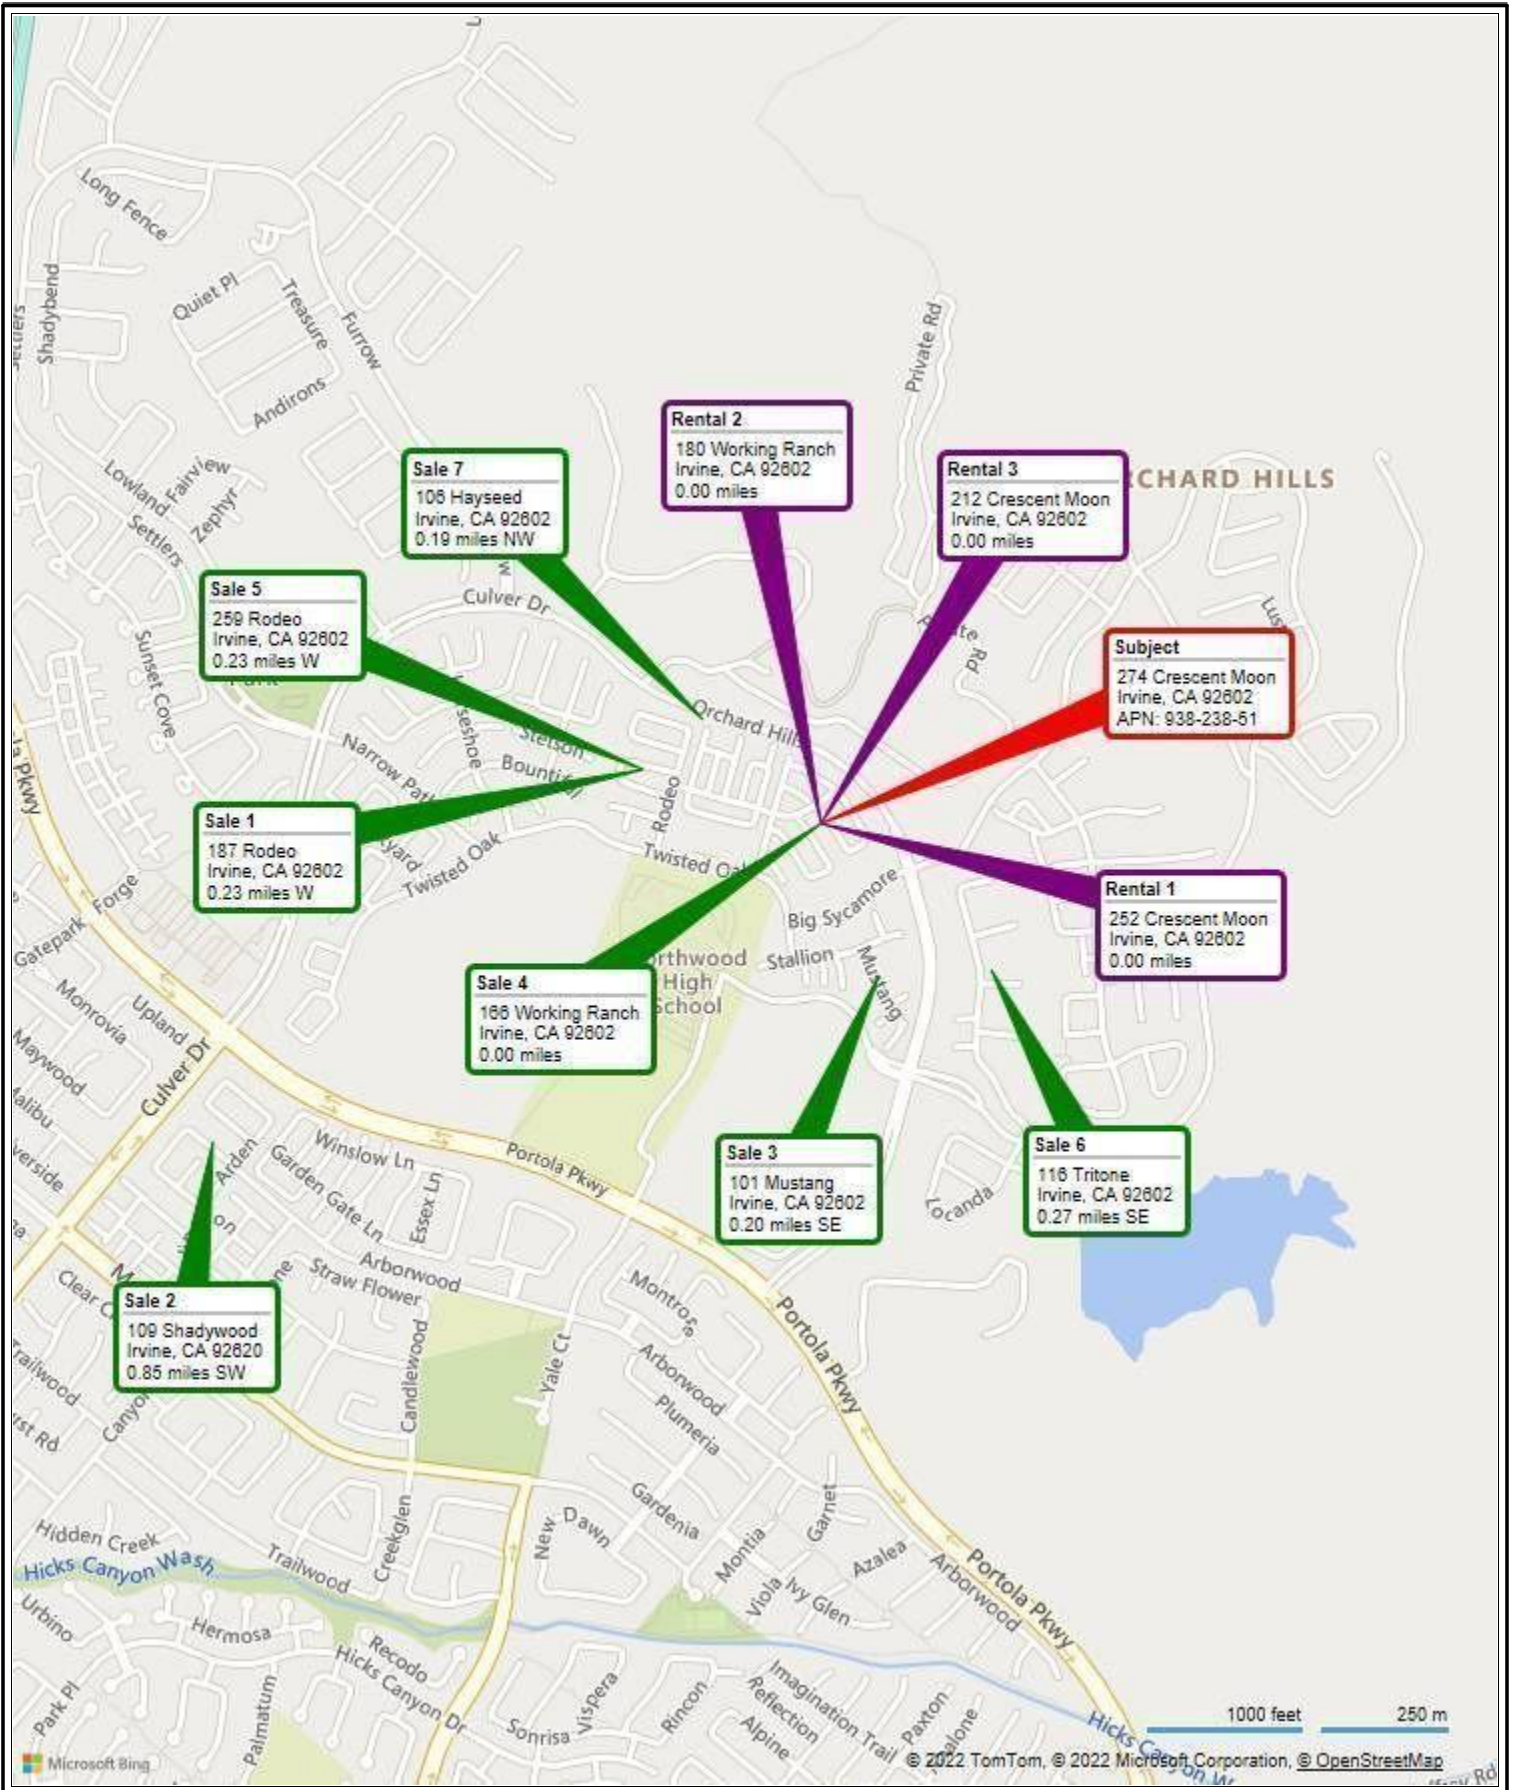 Long Fence
Shadybend
Settlers
Quiet Pl
Treasure
Furrow
Andirons
Private Rd
Lowland
Fairview
Zephyr
Settlers
Sale 7
106 Hayseed
Irvine, CA 92602
0.19 miles NW
Rental 2
180 Working Ranch
Irvine, CA 92602
0.00 miles
Rental 3
212 Crescent Moon
Irvine, CA 92602
0.00 miles
RCHARD HILLS
Culver Dr
Sale 5
259 Rodeo
Irvine, CA 92602
0.23 miles W
Sunset Cove
Subject
274 Crescent Moon
Irvine, CA 92602
APN: 938-238-51
Orchard Hills
Stetson
Bountiful
Narrow Path
Rodeo
Sale 1
187 Rodeo
Irvine, CA 92602
0.23 miles W
Twisted Oak
Twisted Oak
Big Sycamore
Stallion
Mustang
Rental 1
252 Crescent Moon
Irvine, CA 92602
0.00 miles
Gatepark
Forge
Monrovia
Upland
Maywood
Culver Dr
orthwood
High
School
Sale 4
166 Working Ranch
Irvine, CA 92602
0.00 miles
Sale 3
101 Mustang
Irvine, CA 92602
0.20 miles SE
Sale 6
116 Tritone
Irvine, CA 92602
0.27 miles SE
Locanda
Arden
Winslow Ln
Garden Gate Ln
Essex Ln
Portola Pkwy
Arborwood
Straw Flower
Sale 2
109 Shadywood
Irvine, CA 92620
0.85 miles SW
Candlewood
Yale Ct
Montrose
Arborwood
Plumeria
Portola Pkwy
Trailwood
Hidden Creek
Hicks Canyon Wash
Trailwood
Creekglen
New Dawn
Gardenia
Montia
Garnet
Azalea
Viola
Ivy Glen
Arborwood
Portola Pkwy
Urbino
Hermosa
Recodo
Hicks Canyon Dr
Park Pl
Palmatum
Sonrisa
Vispera
Rincon
Imagination Trail
Reflection
Alpine
Paxton
1000 feet
250 m
Microsoft Bing
© 2022 TomTom, © 2022 Microsoft Corporation, © OpenStreetMap